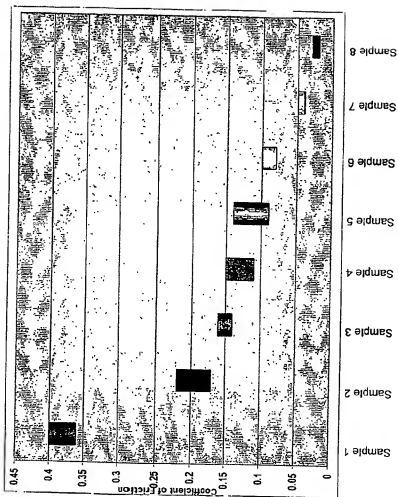 Coefficient of Friction
0.45
0.4
0.35
0.3
0.25
0.2
0.15
0.1
0.05
0
Sample 1
Sample 2
Sample 3
Sample 4
Sample 5
Sample 6
Sample 7
Sample 8